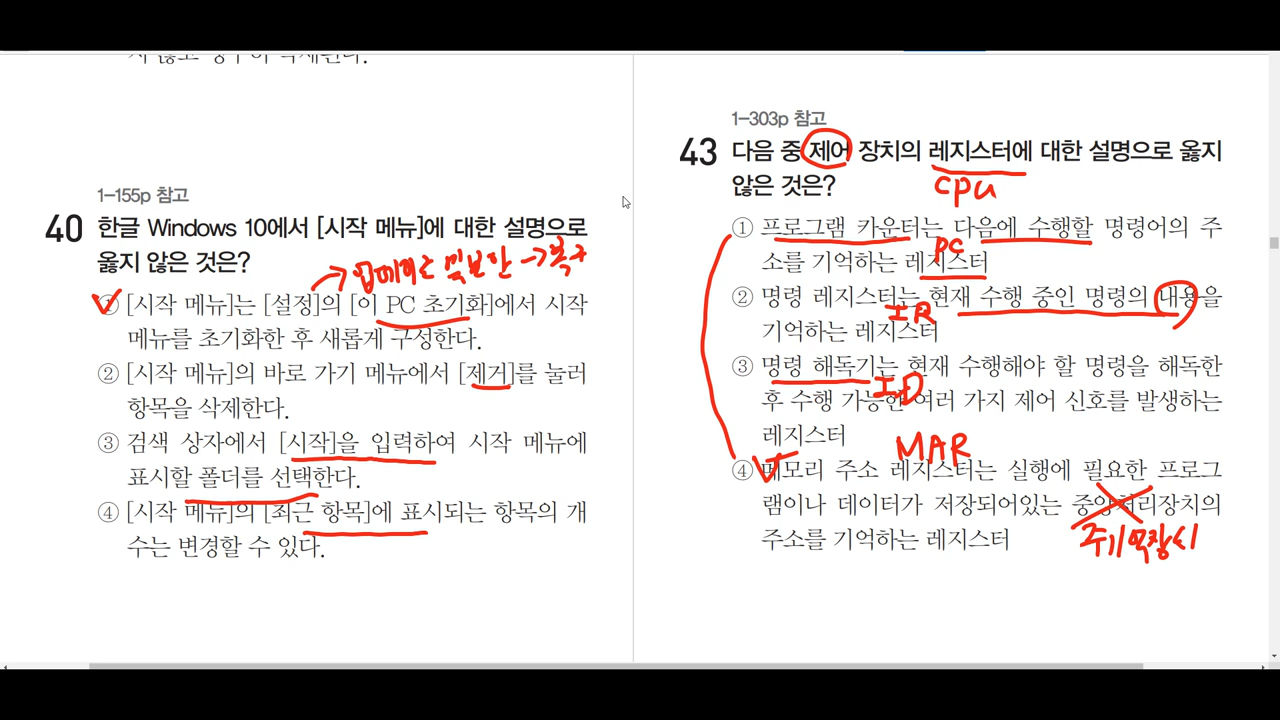 1-155p 참고
40 한글 Windows 10에서 [시작 메뉴]에 대한 설명으로
옳지 않은 것은?
① [시작 메뉴]는 [설정]의 [이 PC 초기화]에서 시작
메뉴를 초기화한 후 새롭게 구성한다.
② [시작 메뉴]의 바로 가기 메뉴에서 [제거]를 눌러
항목을 삭제한다.
③ 검색 상자에서 [시작]을 입력하여 시작 메뉴에
표시할 폴더를 선택한다.
④ [시작 메뉴]의 [최근 항목]에 표시되는 항목의 개
수는 변경할 수 있다.
1-303p 참고
43 다음 중 제어 장치의 레지스터에 대한 설명으로 옳지
cpu
않은 것은?
① 프로그램 카운터는 다음에 수행할 명령어의 주
PC
소를 기억하는 레지스터
② 명령 레지스터는 현재 수행 중인 명령의 내용을
IR
기억하는 레지스터
③ 명령 해독기는 현재 수행해야 할 명령을 해독한
ID
후 수행 가능한 여러 가지 제어 신호를 발생하는
레지스터
MAR
④ 메모리 주소 레지스터는 실행에 필요한 프로그
램이나 데이터가 저장되어있는 중앙처리장치의
주기억장치
주소를 기억하는 레지스터